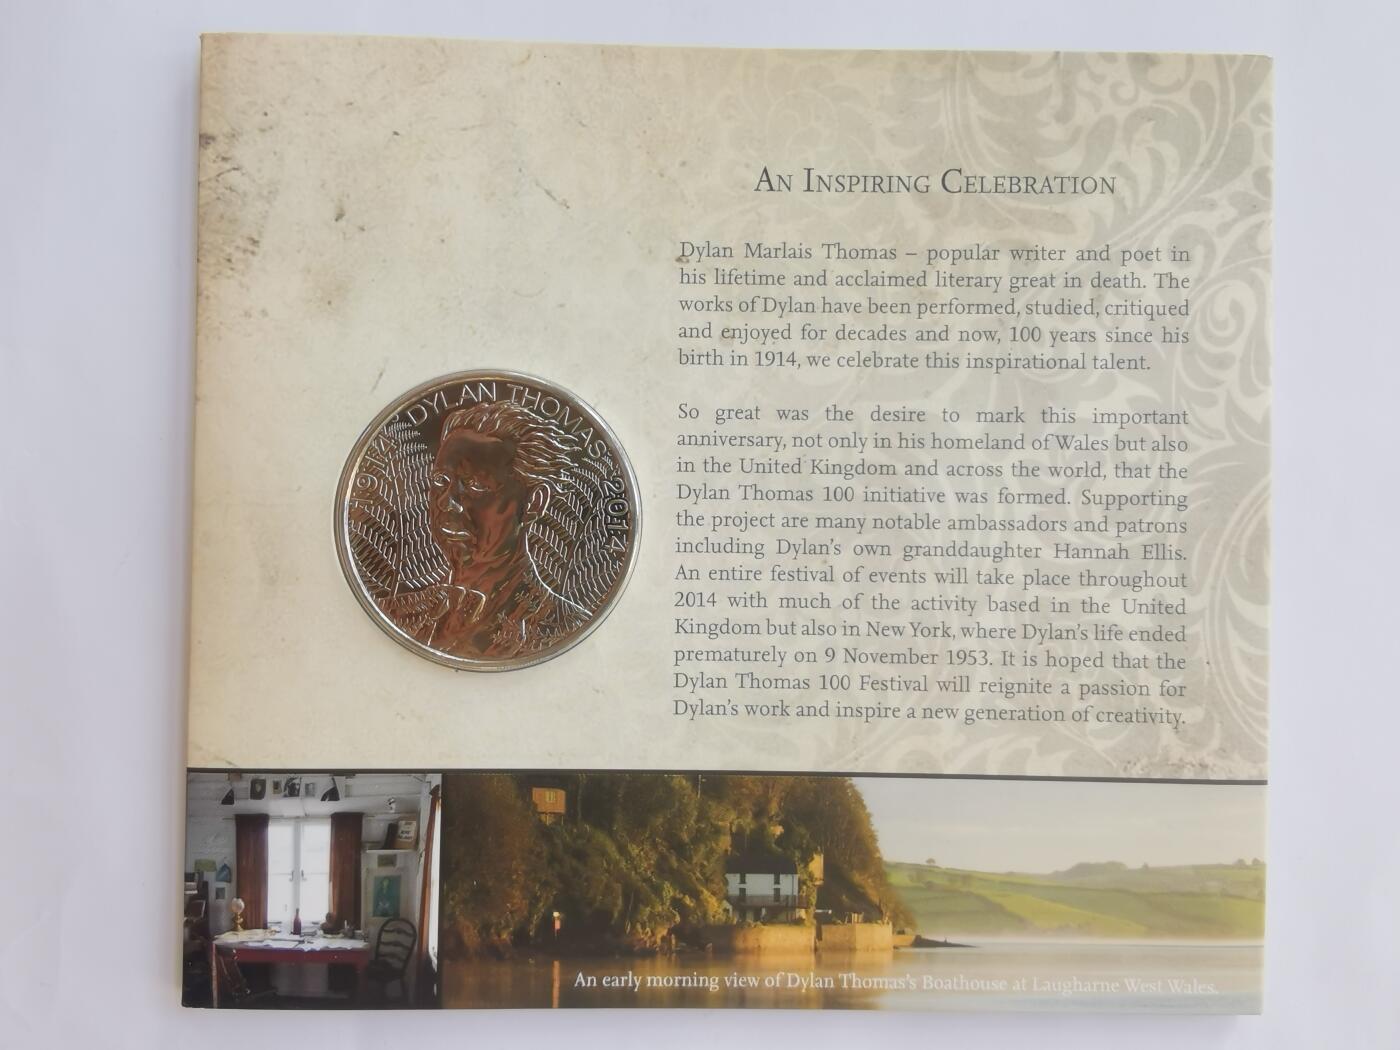 AN INSPIRING CELEBRATION
Dylan Marlais Thomas – popular writer and poet in
his lifetime and acclaimed literary great in death. The
works of Dylan have been performed, studied, critiqued
and enjoyed for decades and now, 100 years since his
birth in 1914, we celebrate this inspirational talent.
So great was the desire to mark this important
anniversary, not only in his homeland of Wales but also
in the United Kingdom and across the world, that the
Dylan Thomas 100 initiative was formed. Supporting
the project are many notable ambassadors and patrons
including Dylan's own granddaughter Hannah Ellis.
An entire festival of events will take place throughout
2014 with much of the activity based in the United
Kingdom but also in New York, where Dylan's life ended
prematurely on 9 November 1953. It is hoped that the
Dylan Thomas 100 Festival will reignite a passion for
Dylan's work and inspire a new generation of creativity.
1914 DYLAN THOMAS 2014
An early morning view of Dylan Thomas's Boathouse at Laugharne West Wales.